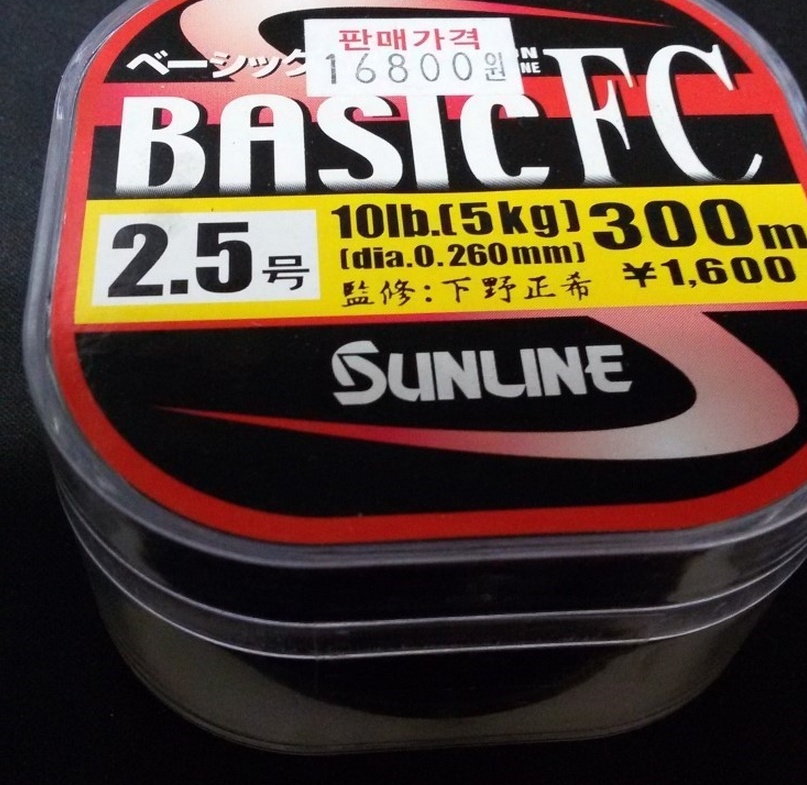 판매가격
ベーシック
16800원
BASIC FC
2.5号
10lb.(5kg)
300m
(dia.0.260mm)
¥1,600
監修:下野正希
SUNLINE